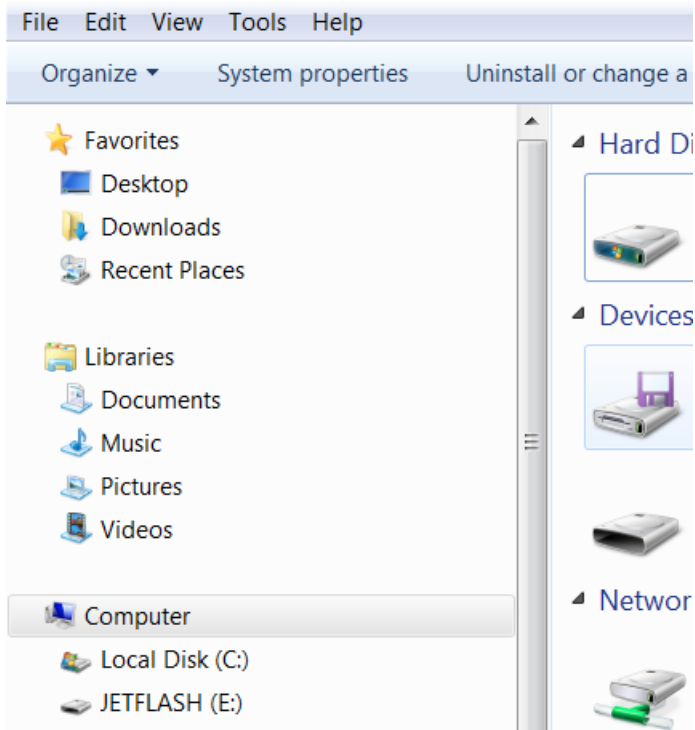 File Edit View Tools Help
Organize System properties Uninstall or change a
Favorites
Desktop
Downloads
Recent Places
Libraries
Documents
Music
Pictures
Videos
Computer
Local Disk (C:)
JETFLASH (E:)
Hard Di
Devices
Networ